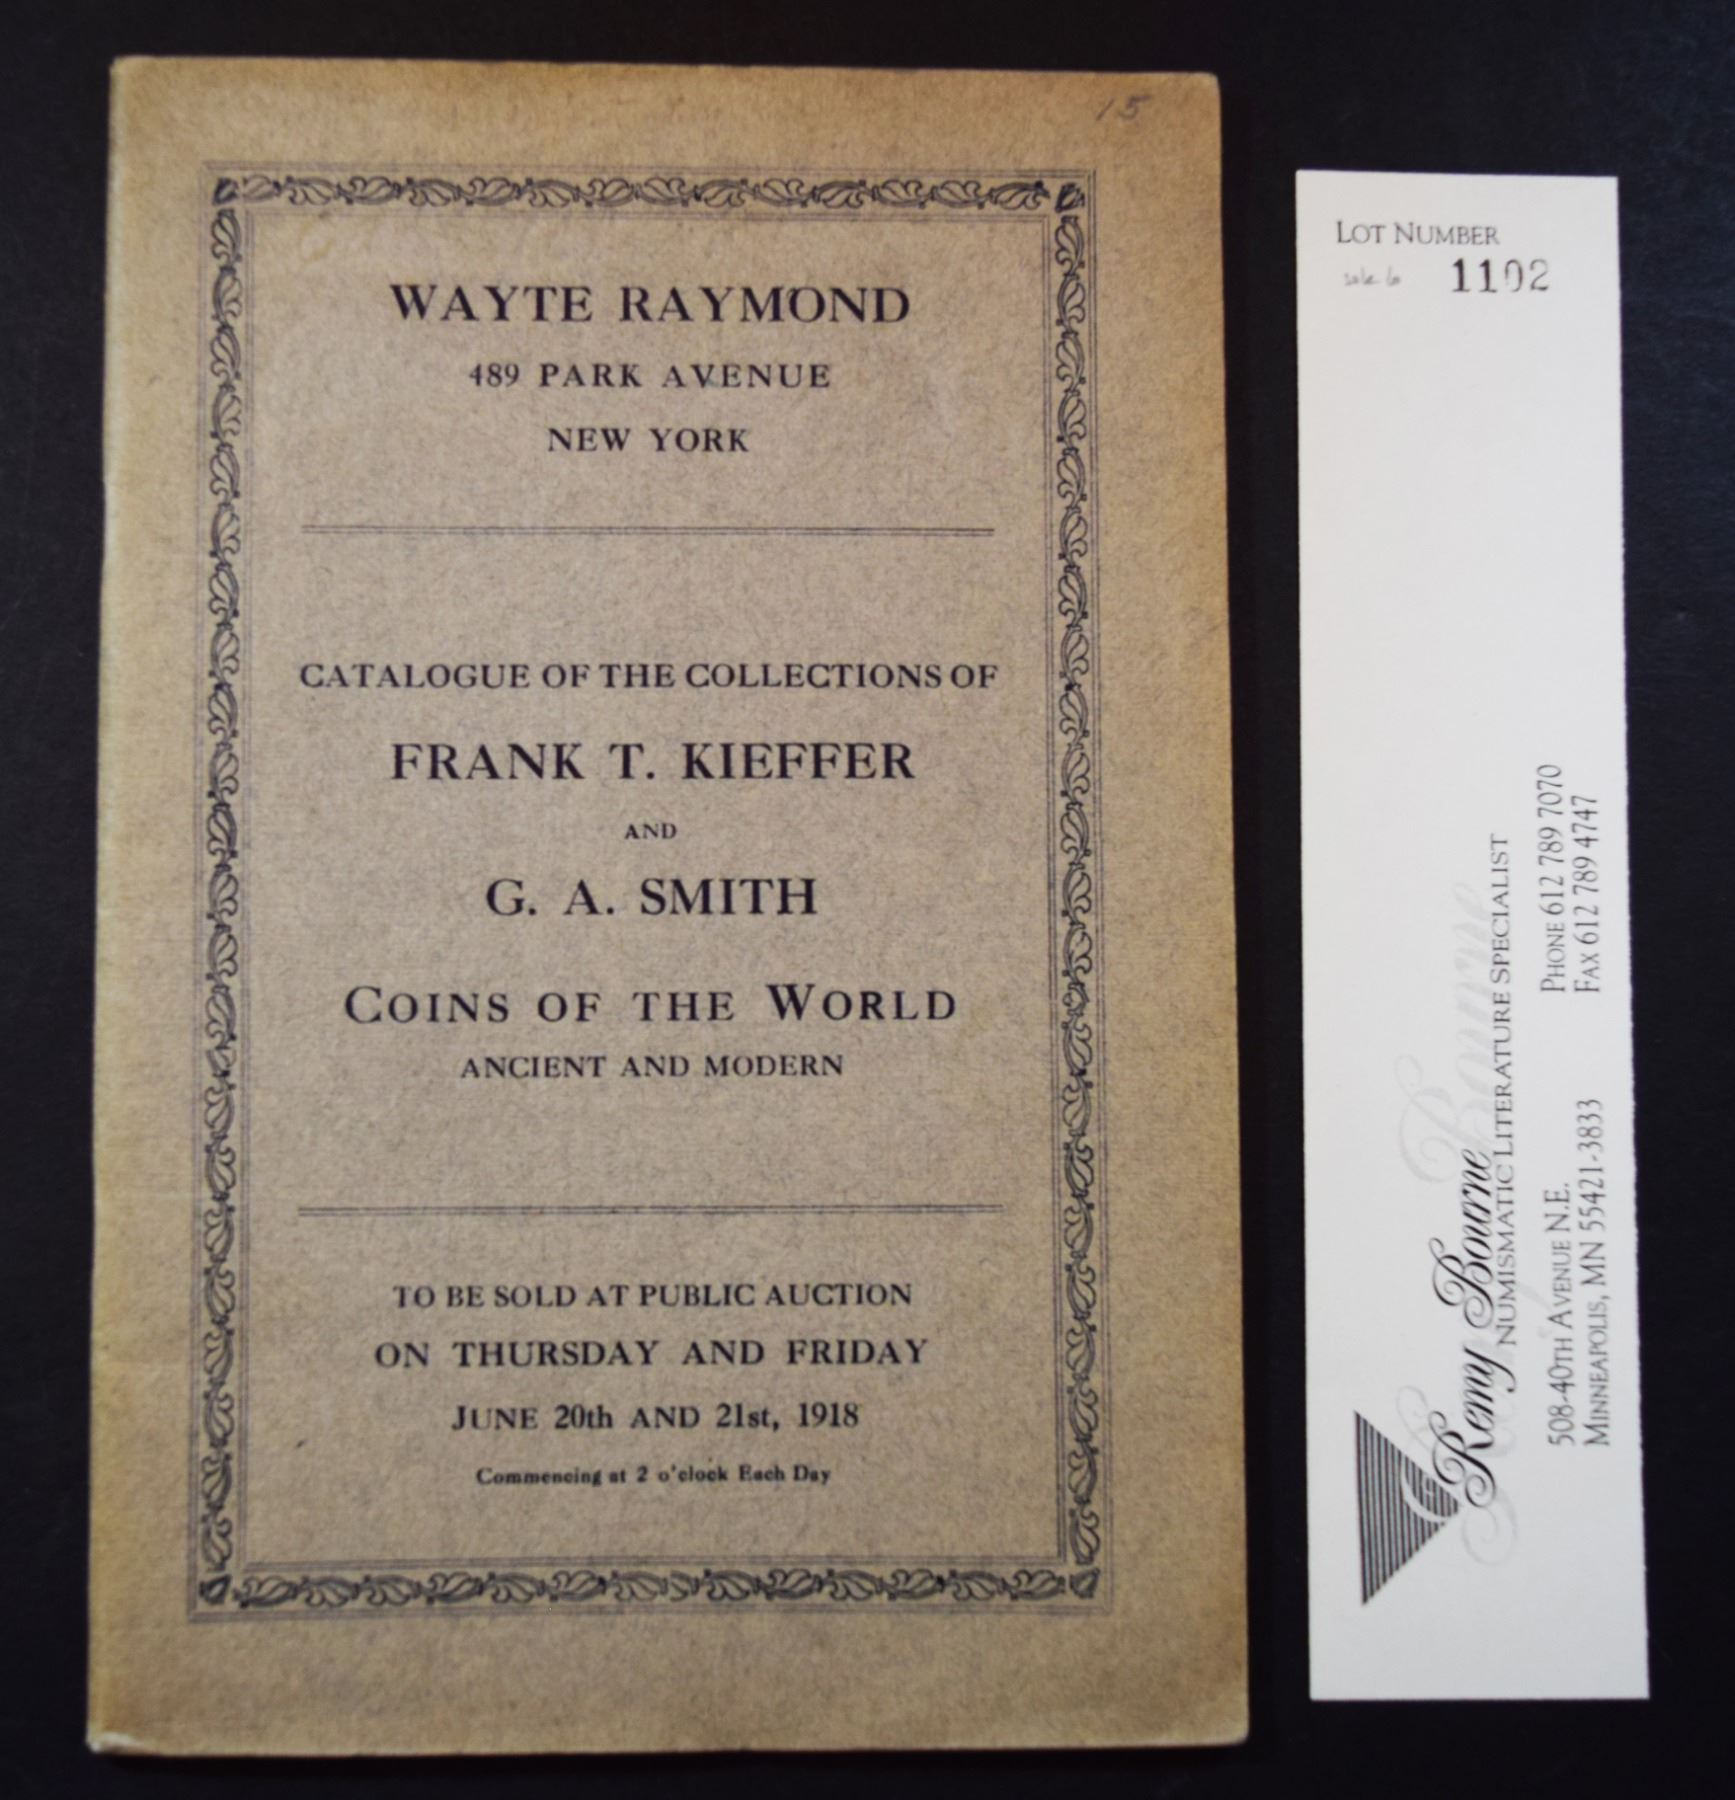 15
WAYTE RAYMOND
489 PARK AVENUE
NEW YORK
CATALOGUE OF THE COLLECTIONS OF
FRANK T. KIEFFER
AND
G. A. SMITH
COINS OF THE WORLD
ANCIENT AND MODERN
TO BE SOLD AT PUBLIC AUCTION
ON THURSDAY AND FRIDAY
JUNE 20th AND 21st, 1918
Commencing at 2 o'clock Each Day
LOT NUMBER
sale 6 1102
Remy Bourne
NUMISMATIC LITERATURE SPECIALIST
508-40TH AVENUE N.E. PHONE 612 789 7070
MINNEAPOLIS, MN 55421-3833 FAX 612 789 4747